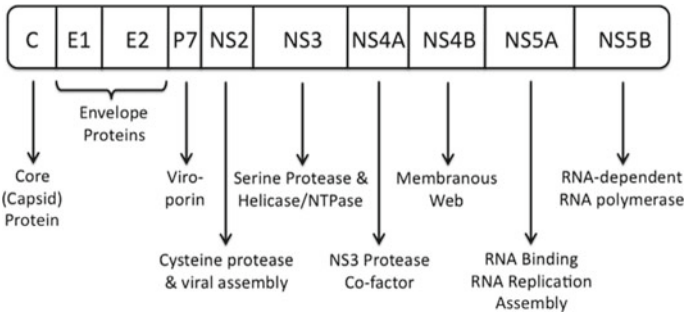 C E1 E2 P7 NS2 NS3 NS4A NS4B NS5A NS5B
Envelope
Proteins
Core
(Capsid)
Protein
Viro-
porin
Serine Protease &
Helicase/NTPase
Membranous
Web
RNA-dependent
RNA polymerase
Cysteine protease
& viral assembly
NS3 Protease
Co-factor
RNA Binding
RNA Replication
Assembly